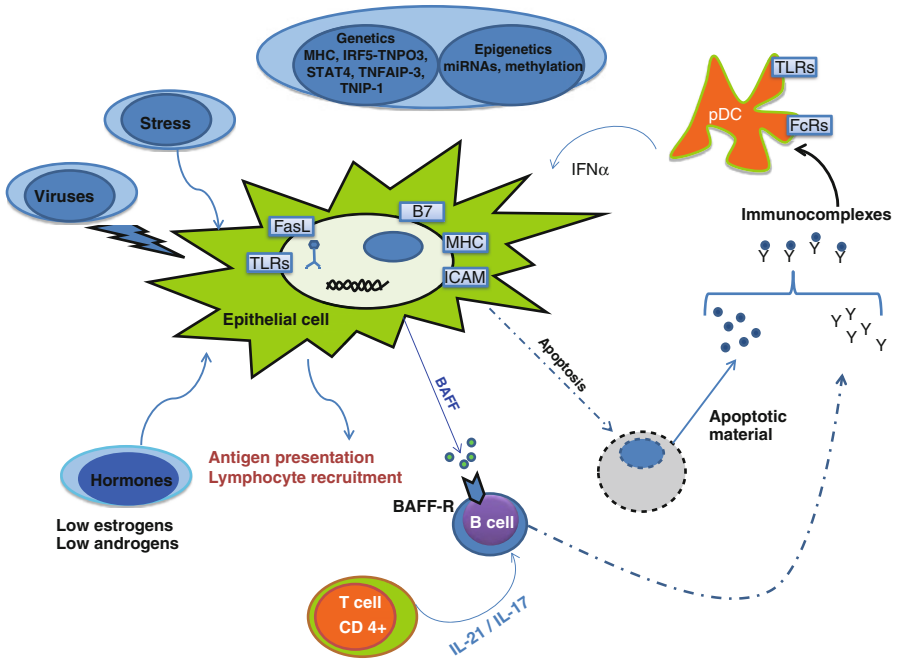 Genetics
MHC, IRF5-TNPO3,
STAT4, TNFAIP-3,
TNIP-1
Epigenetics
miRNAs, methylation
Stress
Viruses
TLRs
pDC
FcRs
IFNα
Immunocomplexes
Y Y Y Y
B7
FasL
MHC
TLRs
ICAM
Epithelial cell
Y Y
Y Y
Y
Apoptosis
BAFF
Apoptotic
material
Antigen presentation
Lymphocyte recruitment
Hormones
Low estrogens
Low androgens
BAFF-R
B cell
T cell
CD 4+
IL-21 / IL-17